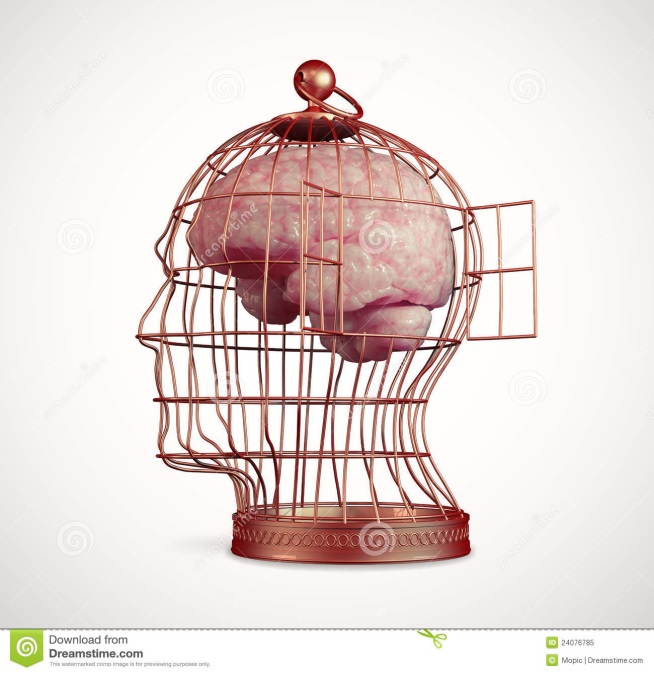 Download from
Dreamstime.com
This watermarked comp image is for previewing purposes only.
ID 24076785
© Mopic | Dreamstime.com